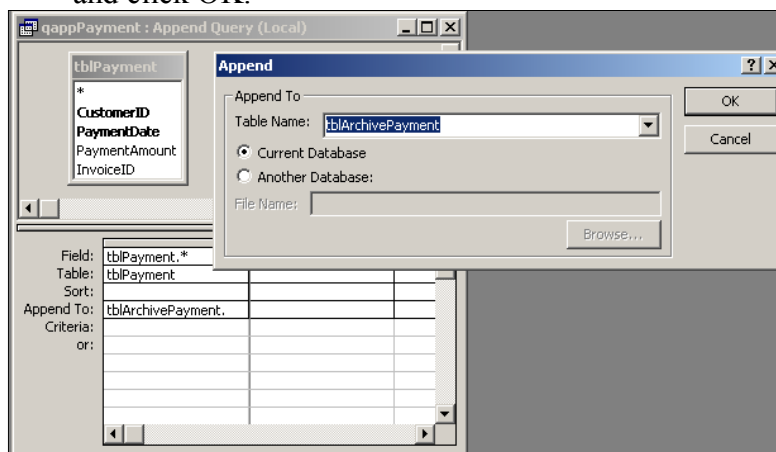 and click OK.
qappPayment : Append Query (Local)
tblPayment
*
CustomerID
PaymentDate
PaymentAmount
InvoiceID
Append
Append To
Table Name: tblArchivePayment
Current Database
Another Database:
File Name:
Browse...
OK
Cancel
Field: tblPayment.*
Table: tblPayment
Sort:
Append To: tblArchivePayment.
Criteria:
or: